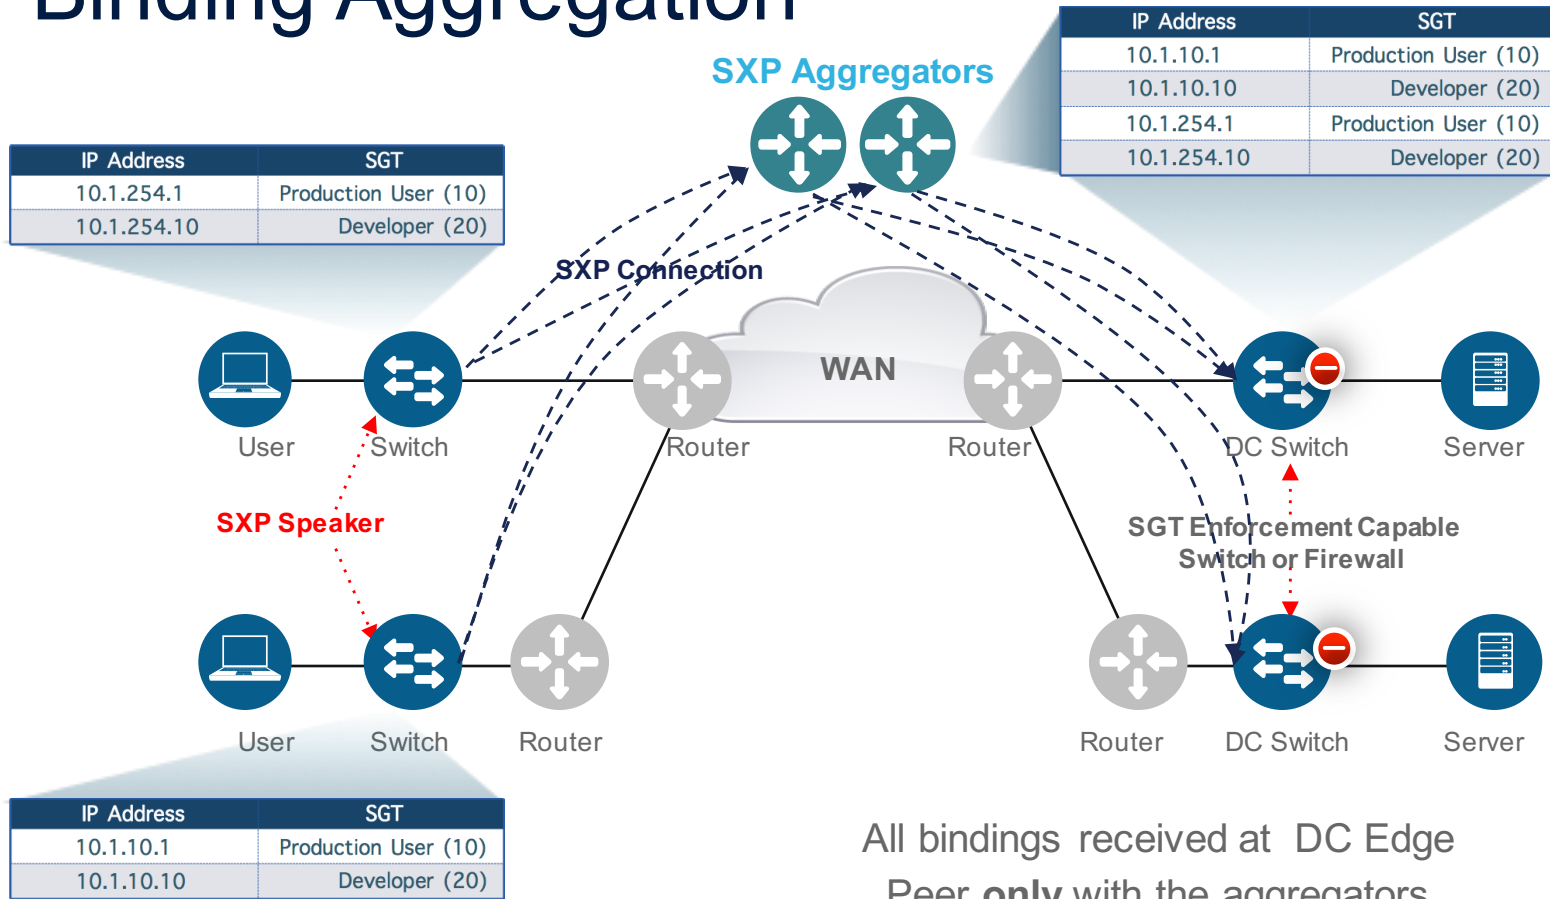 Binding Aggregation
IP Address SGT
10.1.10.1 Production User (10)
10.1.10.10 Developer (20)
10.1.254.1 Production User (10)
10.1.254.10 Developer (20)
SXP Aggregators
IP Address SGT
10.1.254.1 Production User (10)
10.1.254.10 Developer (20)
SXP Connection
WAN
User Switch Router Router DC Switch Server
SXP Speaker
SGT Enforcement Capable
Switch or Firewall
User Switch Router Router DC Switch Server
IP Address SGT
10.1.10.1 Production User (10)
10.1.10.10 Developer (20)
All bindings received at DC Edge
Peer only with the aggregators